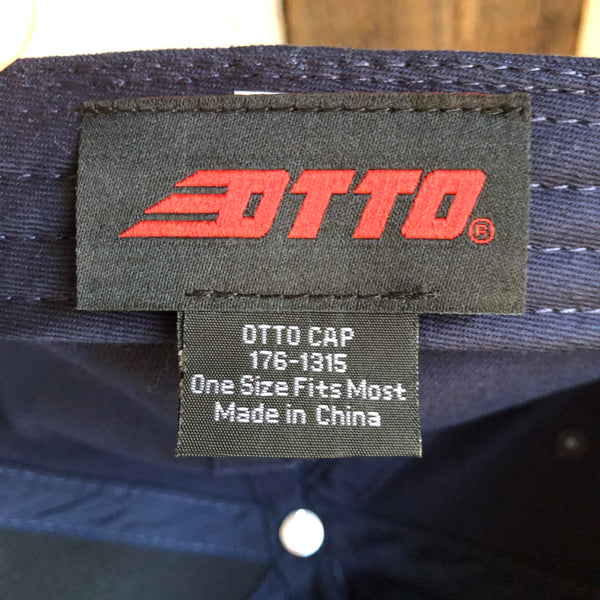 OTTO®
OTTO CAP
176-1315
One Size Fits Most
Made in China